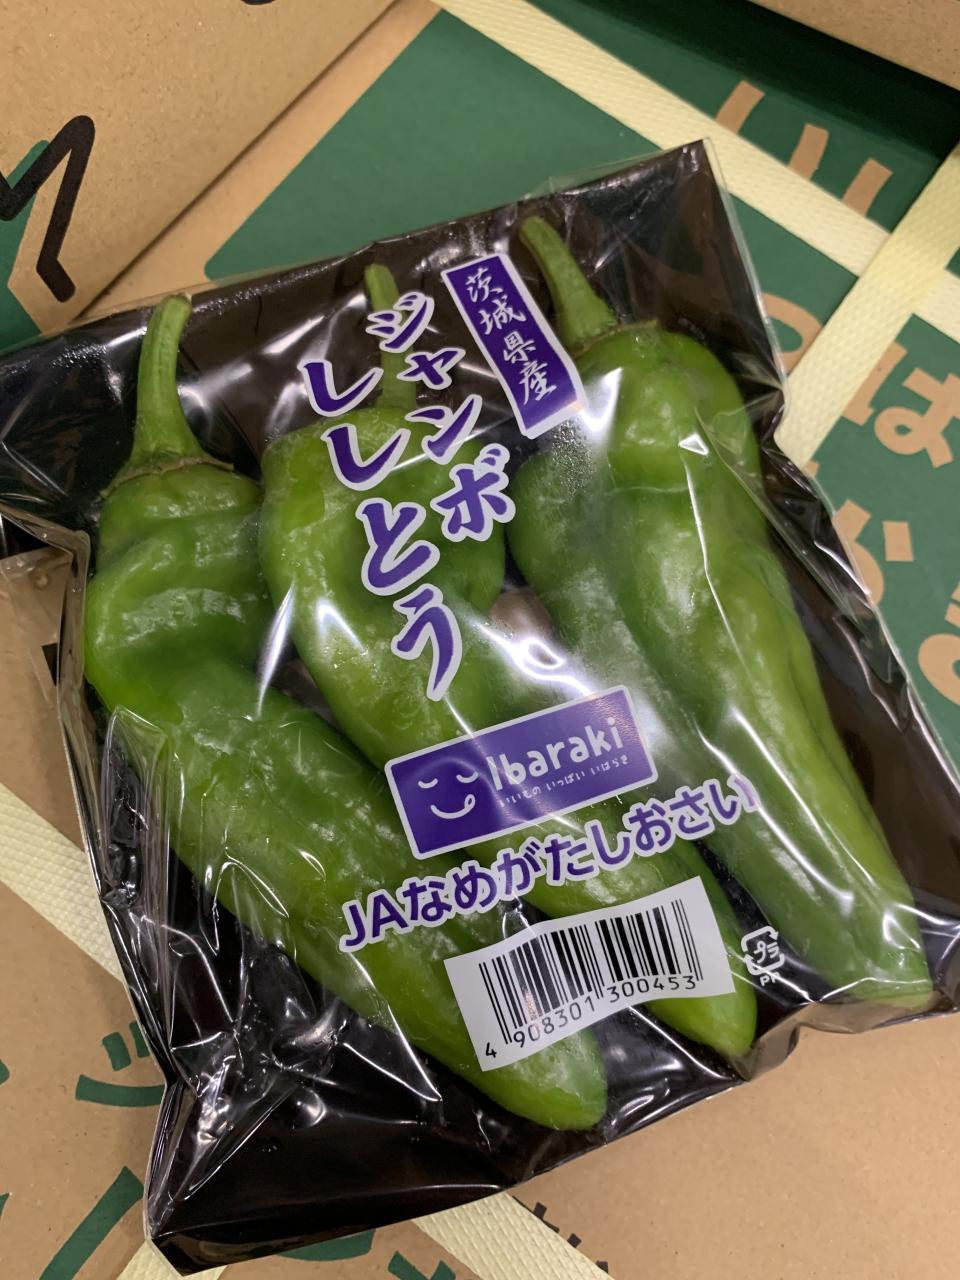 茨城県産
ジャンボ
ししとう
Ibaraki
いいもの いっぱい いばらき
JAなめがたしおさい
4 908301 300453
プラ
は